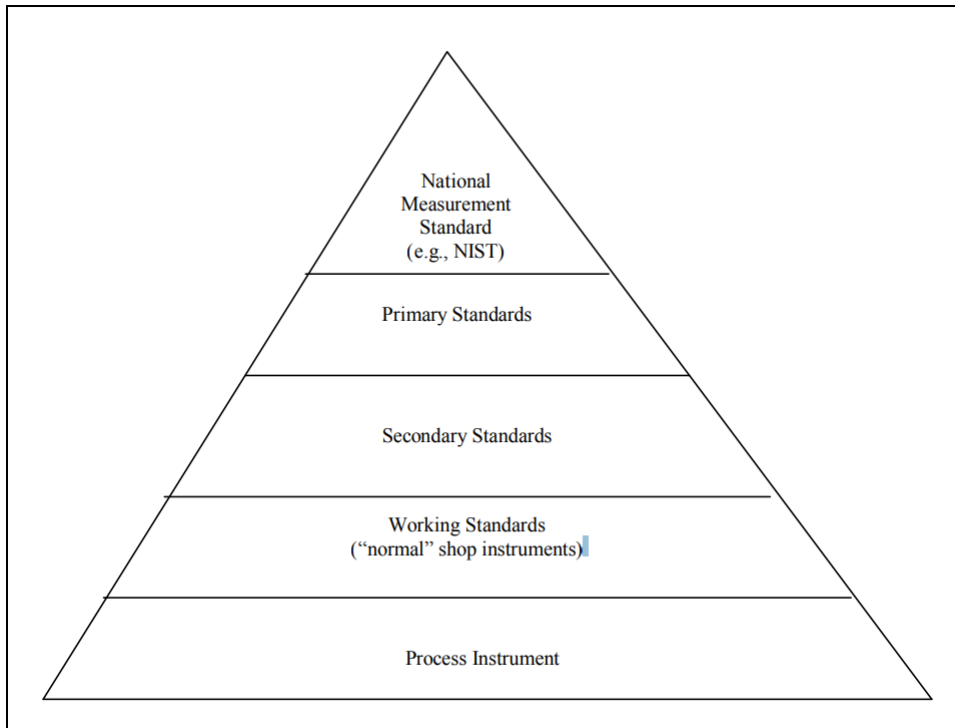 National
Measurement
Standard
(e.g., NIST)
Primary Standards
Secondary Standards
Working Standards
(“normal” shop instruments)
Process Instrument